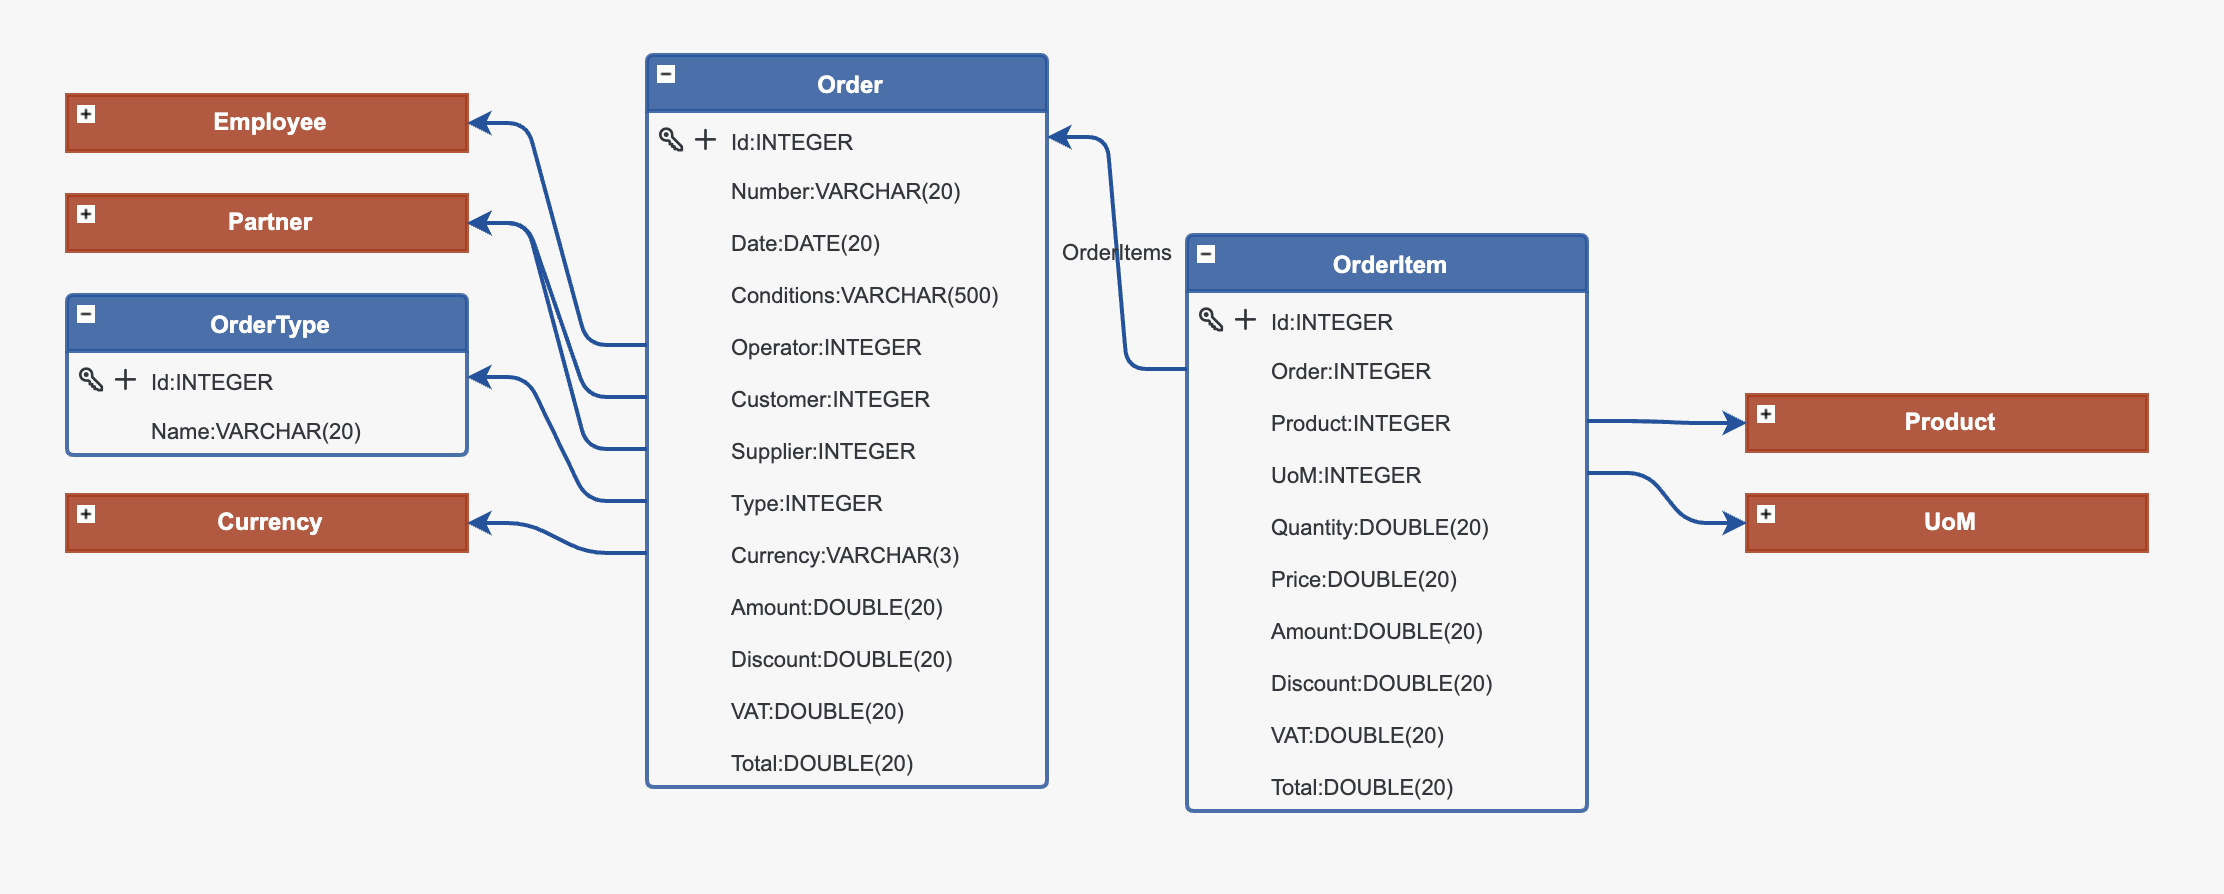 Employee
Partner
OrderType
Id:INTEGER
Name:VARCHAR(20)
Currency
Order
Id:INTEGER
Number:VARCHAR(20)
Date:DATE(20)
Conditions:VARCHAR(500)
Operator:INTEGER
Customer:INTEGER
Supplier:INTEGER
Type:INTEGER
Currency:VARCHAR(3)
Amount:DOUBLE(20)
Discount:DOUBLE(20)
VAT:DOUBLE(20)
Total:DOUBLE(20)
OrderItems
OrderItem
Id:INTEGER
Order:INTEGER
Product:INTEGER
UoM:INTEGER
Quantity:DOUBLE(20)
Price:DOUBLE(20)
Amount:DOUBLE(20)
Discount:DOUBLE(20)
VAT:DOUBLE(20)
Total:DOUBLE(20)
Product
UoM